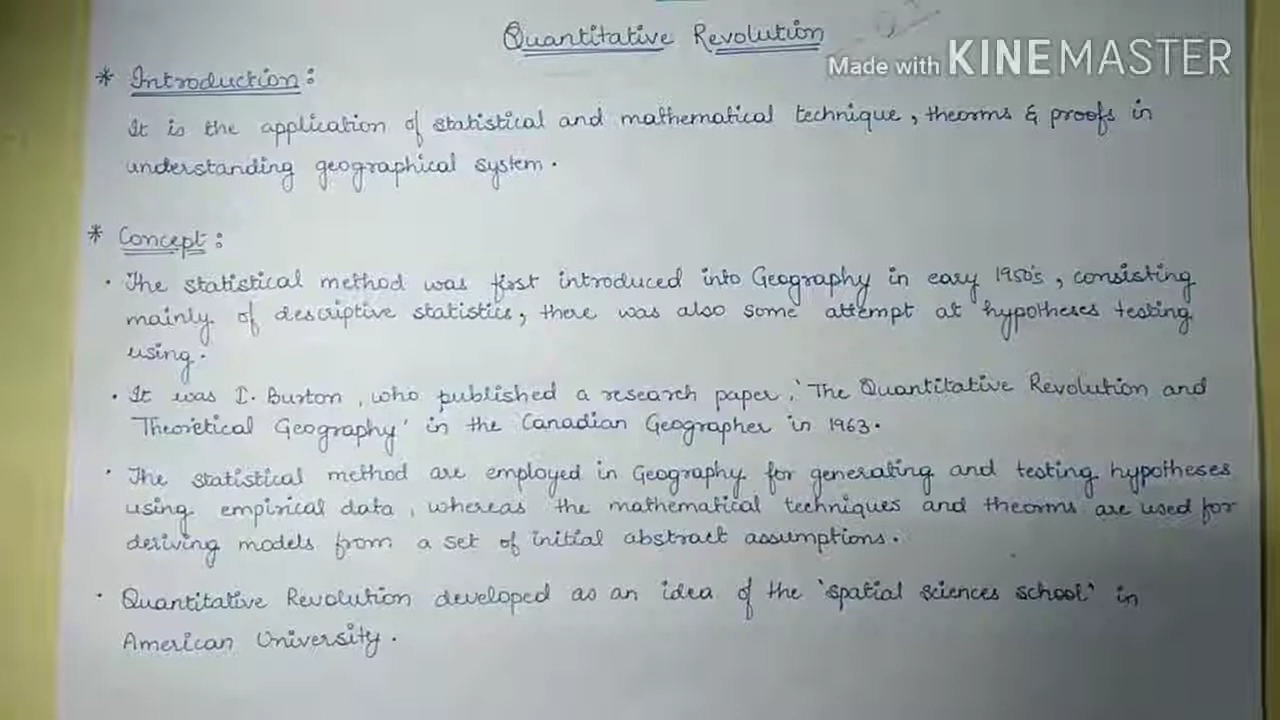 Quantitative Revolution
Made with KINEMASTER
* Introduction :
It is the application of statistical and mathematical technique, theorms & proofs in
understanding geographical system.
* Concept :
· The statistical method was first introduced into Geography in eary 1950's, consisting
mainly of descriptive statistics, there was also some attempt at hypotheses testing
using.
· It was I. Burton, who published a research paper, 'The Quantitative Revolution and
Theoretical Geography' in the Canadian Geographer in 1963.
· The statistical method are employed in Geography for generating and testing hypotheses
using empirical data, whereas the mathematical techniques and theorms are used for
deriving models from a set of initial abstract assumptions.
· Quantitative Revolution developed as an idea of the 'spatial sciences school' in
American University.